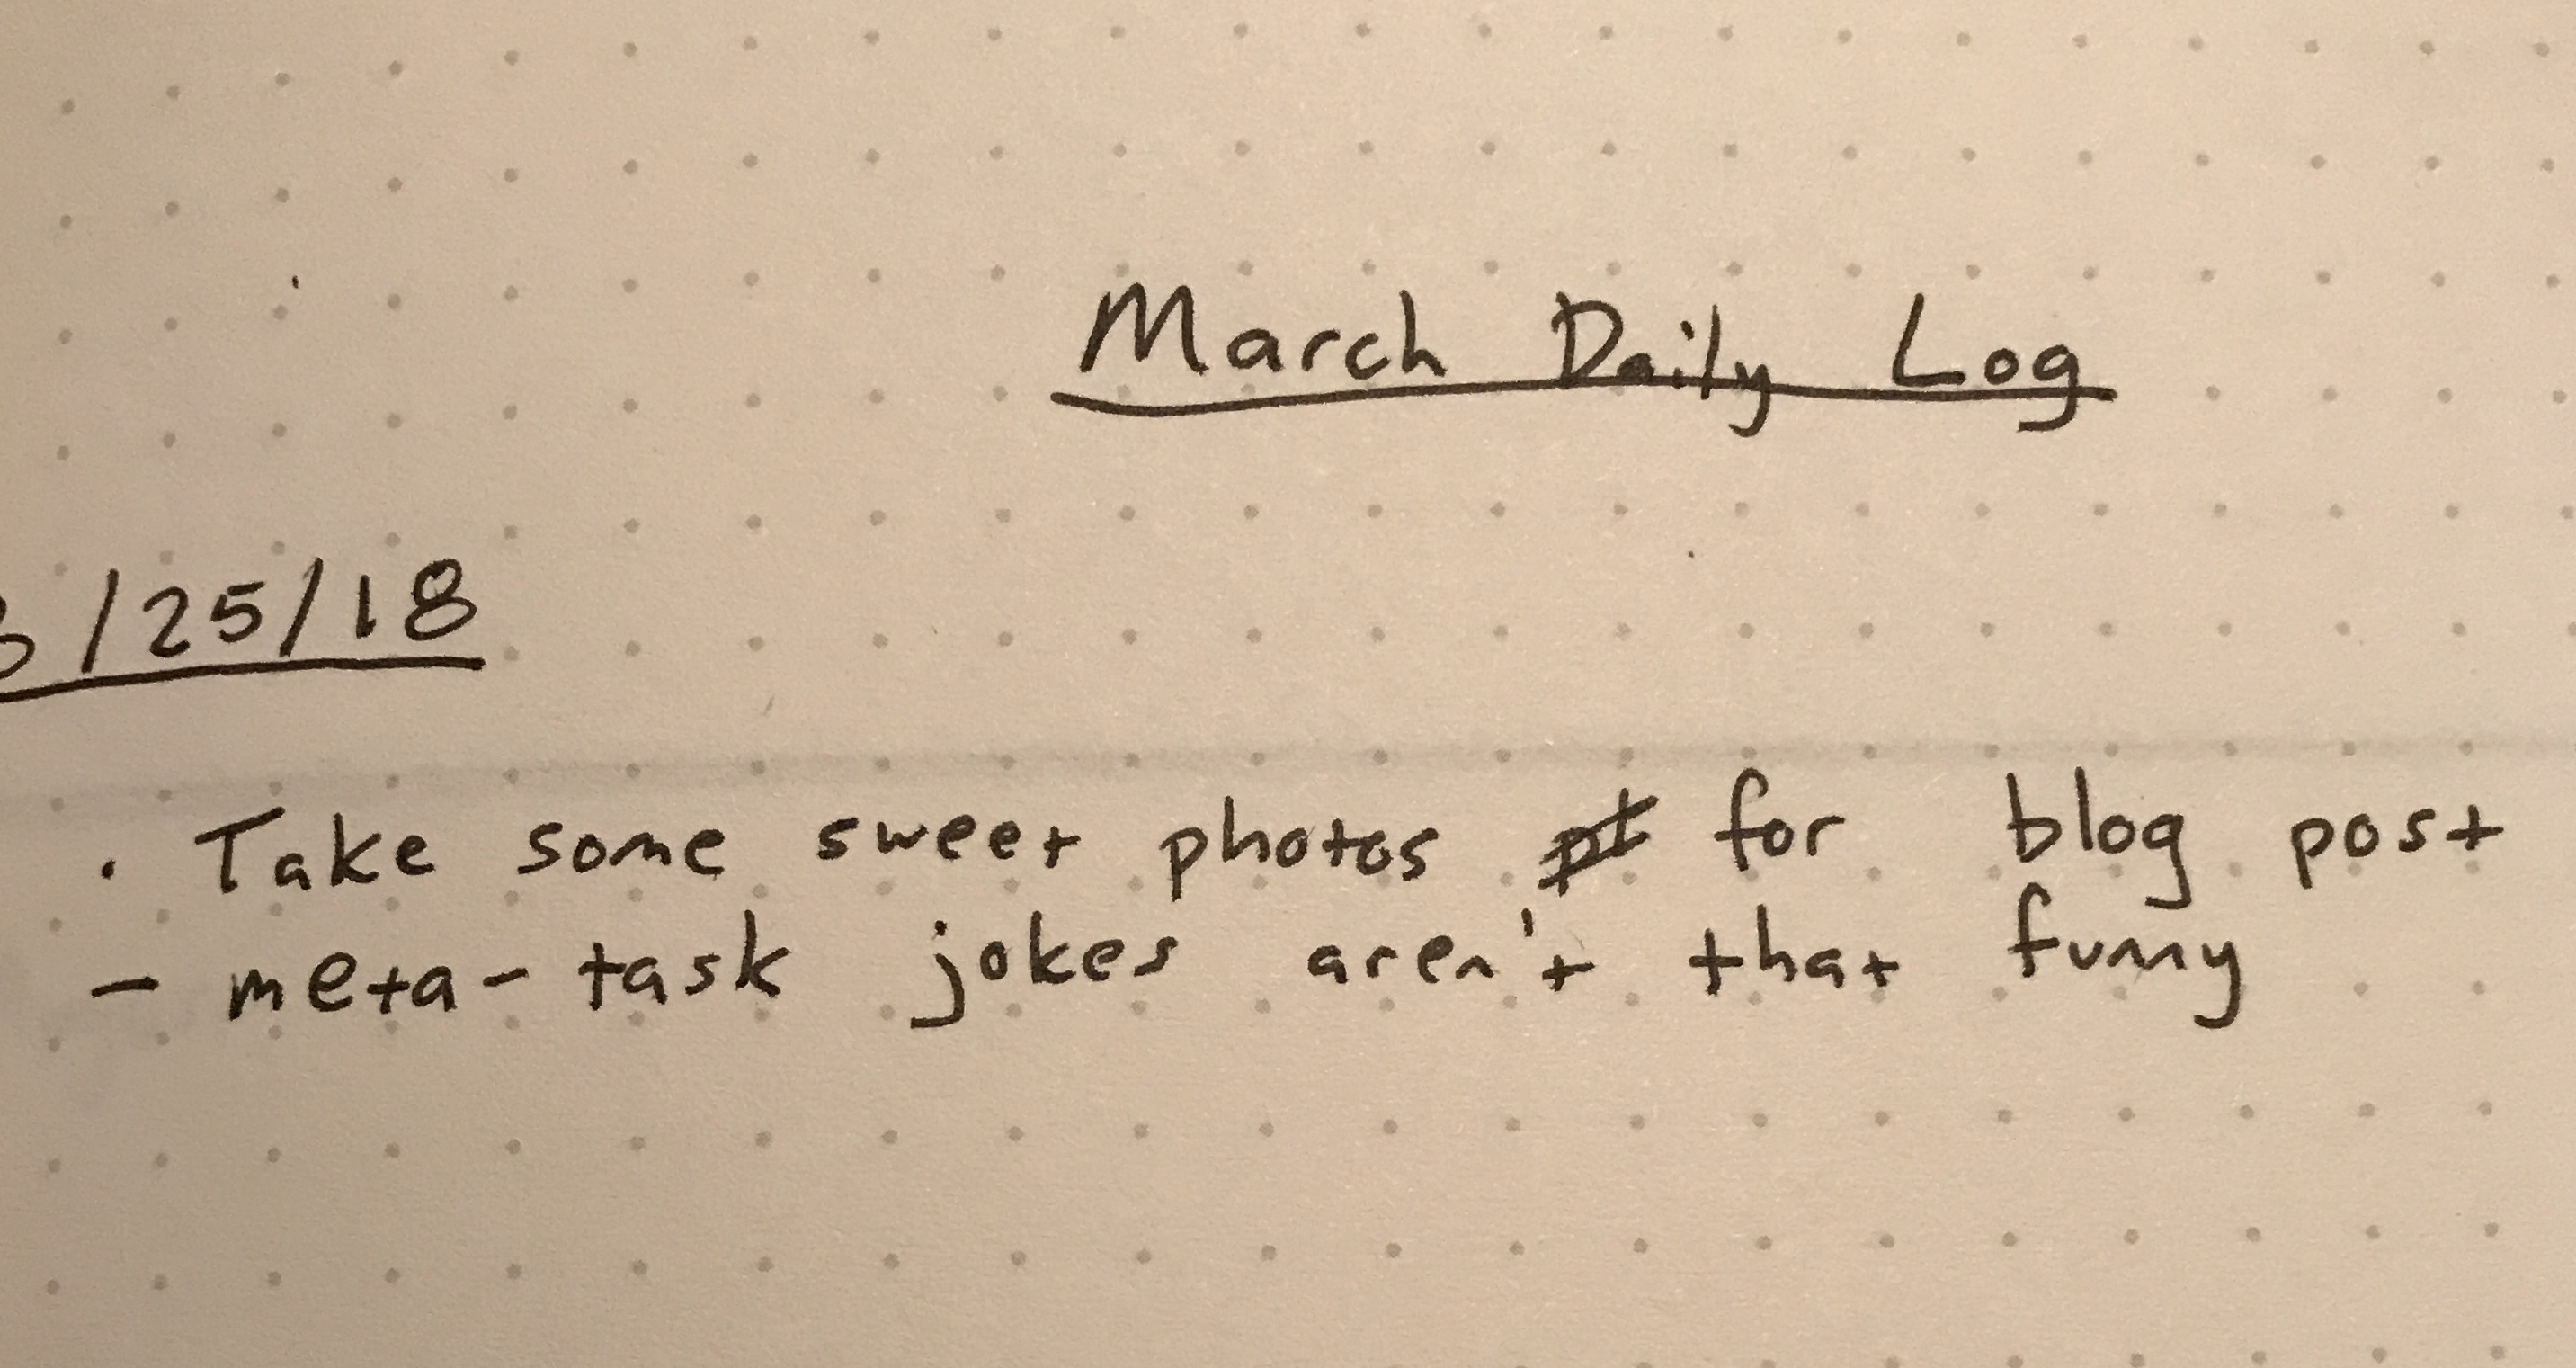 March Daily Log
3/25/18
· Take some sweet photos for blog post
- meta-task jokes aren't that funny